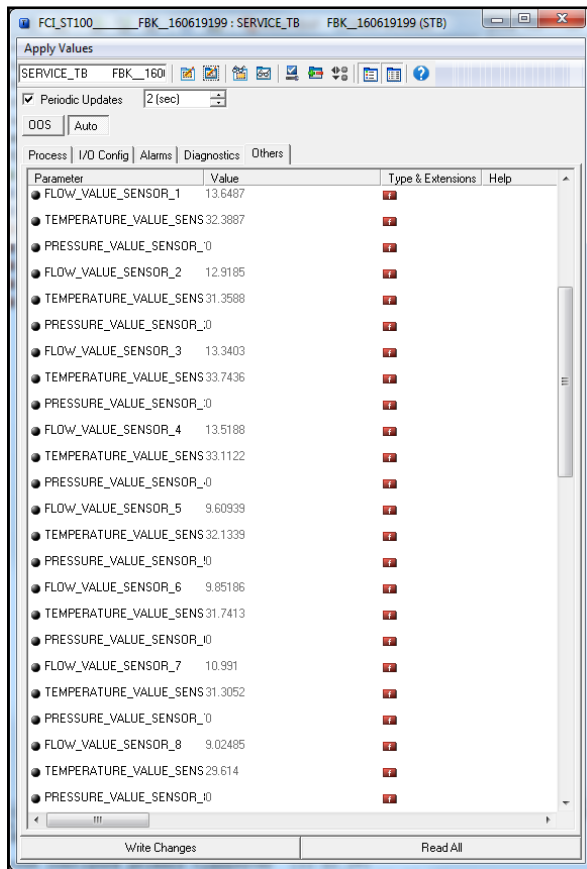 FCI_ST100________FBK__160619199 : SERVICE_TB FBK__160619199 (STB)
Apply Values
SERVICE_TB FBK__160
Periodic Updates 2 (sec)
OOS Auto
Process I/O Config Alarms Diagnostics Others
Parameter Value Type & Extensions Help
FLOW_VALUE_SENSOR_1 13.6487
TEMPERATURE_VALUE_SENS 32.3887
PRESSURE_VALUE_SENSOR_ 0
FLOW_VALUE_SENSOR_2 12.9185
TEMPERATURE_VALUE_SENS 31.3588
PRESSURE_VALUE_SENSOR_ 0
FLOW_VALUE_SENSOR_3 13.3403
TEMPERATURE_VALUE_SENS 33.7436
PRESSURE_VALUE_SENSOR_ 0
FLOW_VALUE_SENSOR_4 13.5188
TEMPERATURE_VALUE_SENS 33.1122
PRESSURE_VALUE_SENSOR_ 0
FLOW_VALUE_SENSOR_5 9.60939
TEMPERATURE_VALUE_SENS 32.1339
PRESSURE_VALUE_SENSOR_ 0
FLOW_VALUE_SENSOR_6 9.85186
TEMPERATURE_VALUE_SENS 31.7413
PRESSURE_VALUE_SENSOR_ 0
FLOW_VALUE_SENSOR_7 10.991
TEMPERATURE_VALUE_SENS 31.3052
PRESSURE_VALUE_SENSOR_ 0
FLOW_VALUE_SENSOR_8 9.02485
TEMPERATURE_VALUE_SENS 29.614
PRESSURE_VALUE_SENSOR_ 0
Write Changes Read All